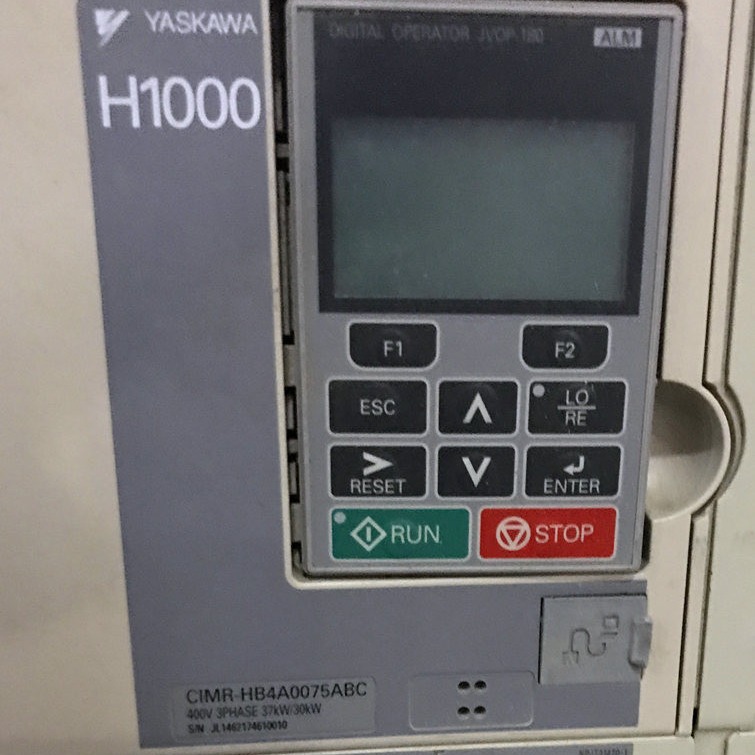 YASKAWA
H1000
DIGITAL OPERATOR JVOP-180
ALM
F1
F2
ESC
LO
RE
RESET
ENTER
RUN
STOP
CIMR-HB4A0075ABC
400V 3PHASE 37kW/30kW
S/N JL1462174610010